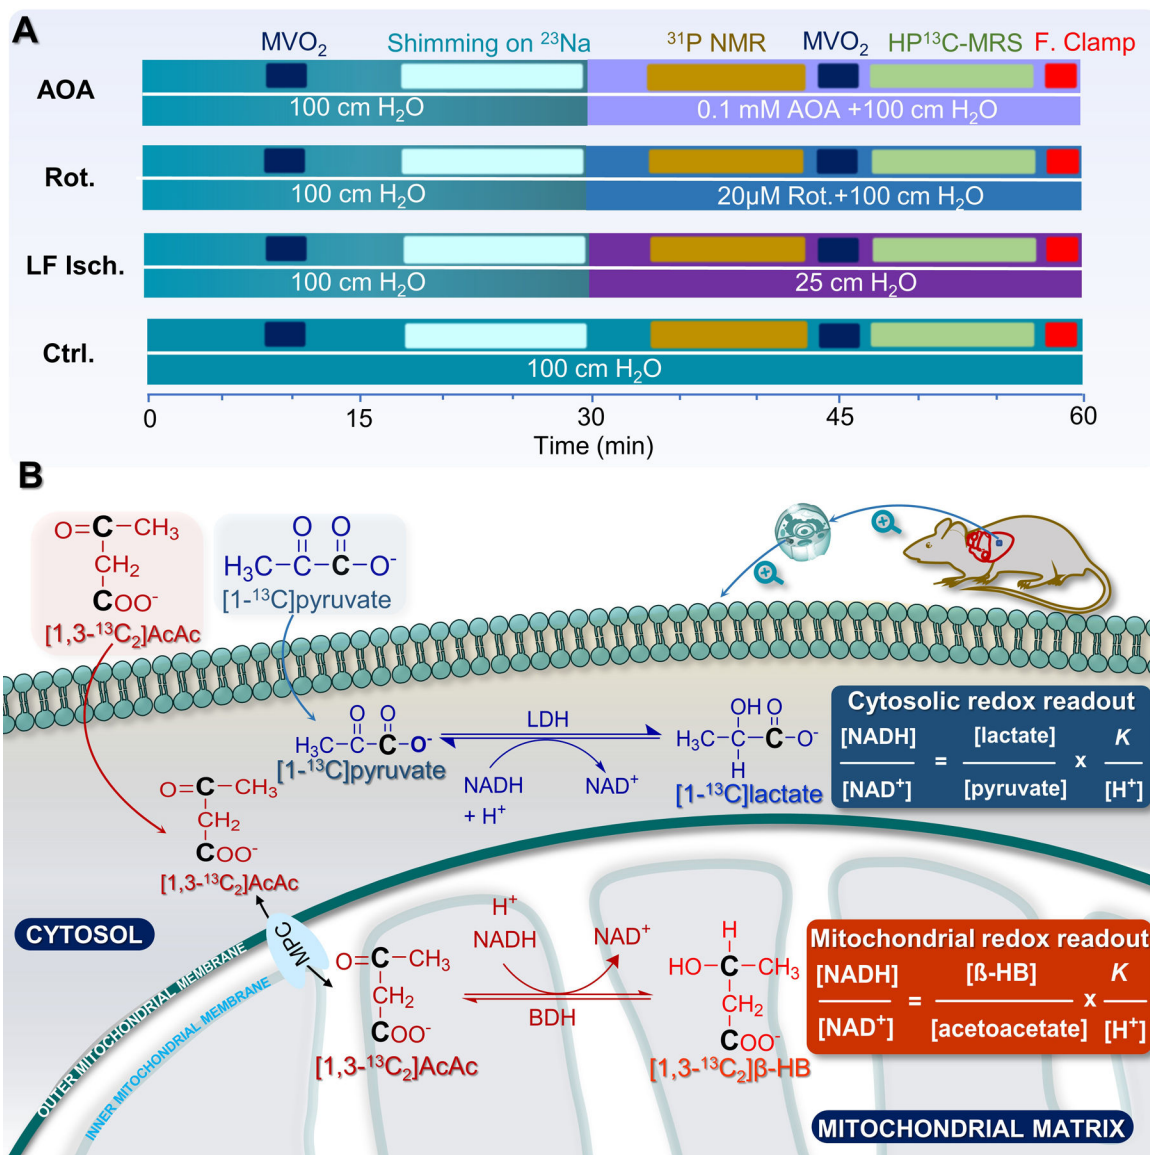 A
MVO₂ Shimming on ²³Na ³¹P NMR MVO₂ HP¹³C-MRS F. Clamp
AOA
100 cm H₂O 0.1 mM AOA +100 cm H₂O
Rot.
100 cm H₂O 20µM Rot.+100 cm H₂O
LF Isch.
100 cm H₂O 25 cm H₂O
Ctrl.
100 cm H₂O
0 15 30 45 60
Time (min)
B
O=C-CH₃
CH₂
COO⁻
[1,3-¹³C₂]AcAc
O O
H₃C-C-C-O⁻
[1-¹³C]pyruvate
O O
H₃C-C-C-O⁻
[1-¹³C]pyruvate
LDH
NADH
+ H⁺
NAD⁺
OH O
H₃C-C-C-O⁻
H
[1-¹³C]lactate
Cytosolic redox readout
[NADH] [lactate] K
= x
[NAD⁺] [pyruvate] [H⁺]
O=C-CH₃
CH₂
COO⁻
[1,3-¹³C₂]AcAc
CYTOSOL
MPC
OUTER MITOCHONDRIAL MEMBRANE
INNER MITOCHONDRIAL MEMBRANE
O=C-CH₃
CH₂
COO⁻
[1,3-¹³C₂]AcAc
H⁺
NADH
NAD⁺
BDH
H
HO-C-CH₃
CH₂
COO⁻
[1,3-¹³C₂]ß-HB
Mitochondrial redox readout
[NADH] [ß-HB] K
= x
[NAD⁺] [acetoacetate] [H⁺]
MITOCHONDRIAL MATRIX